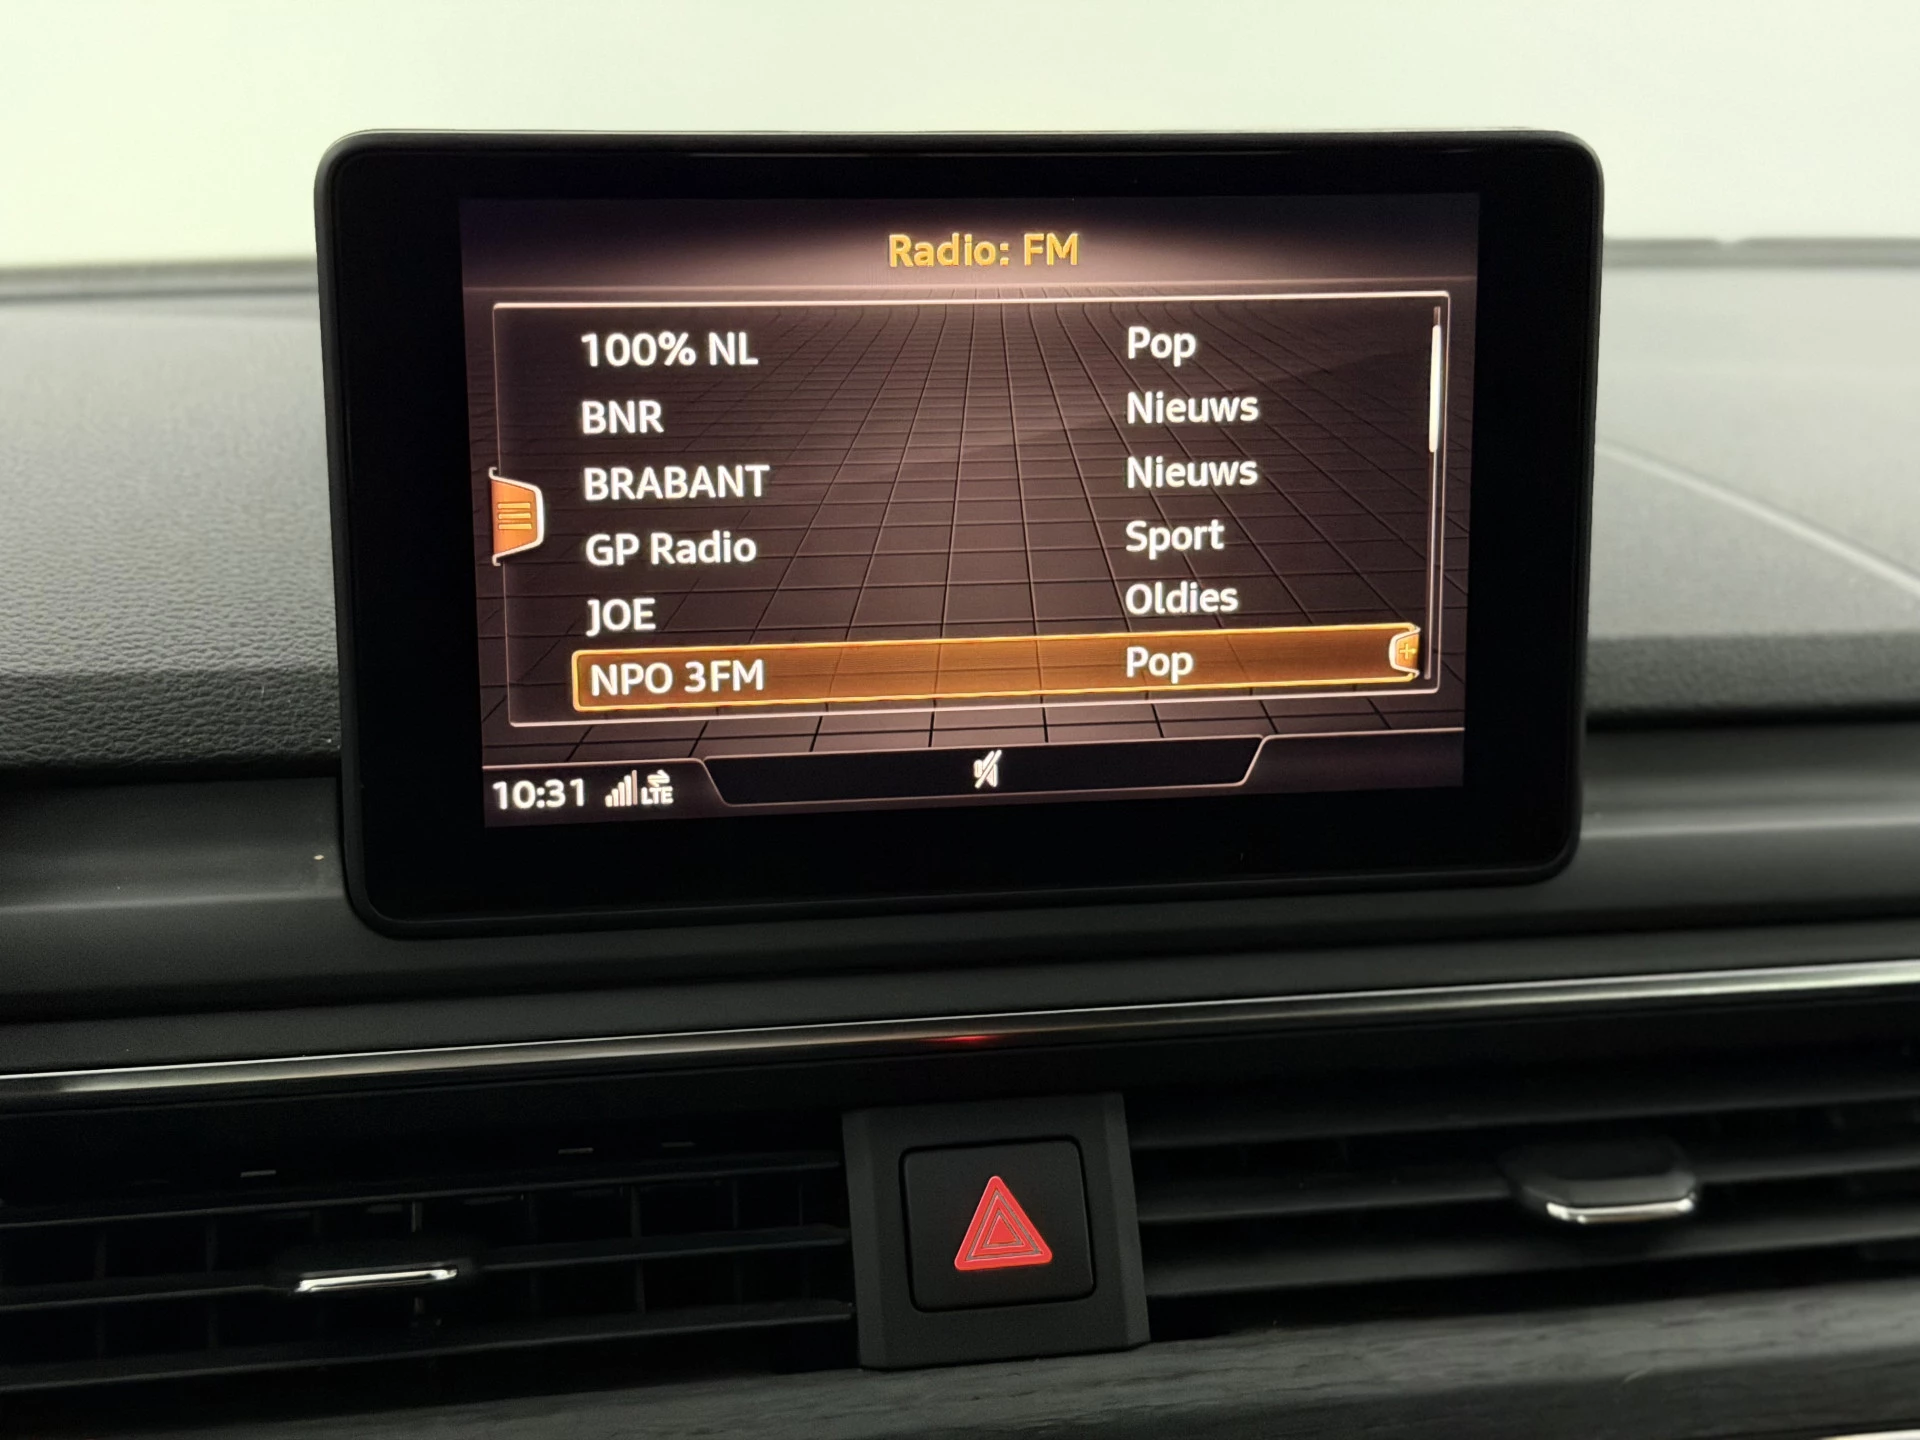 Radio: FM
100% NL Pop
BNR Nieuws
BRABANT Nieuws
GP Radio Sport
JOE Oldies
NPO 3FM Pop
10:31 LTE